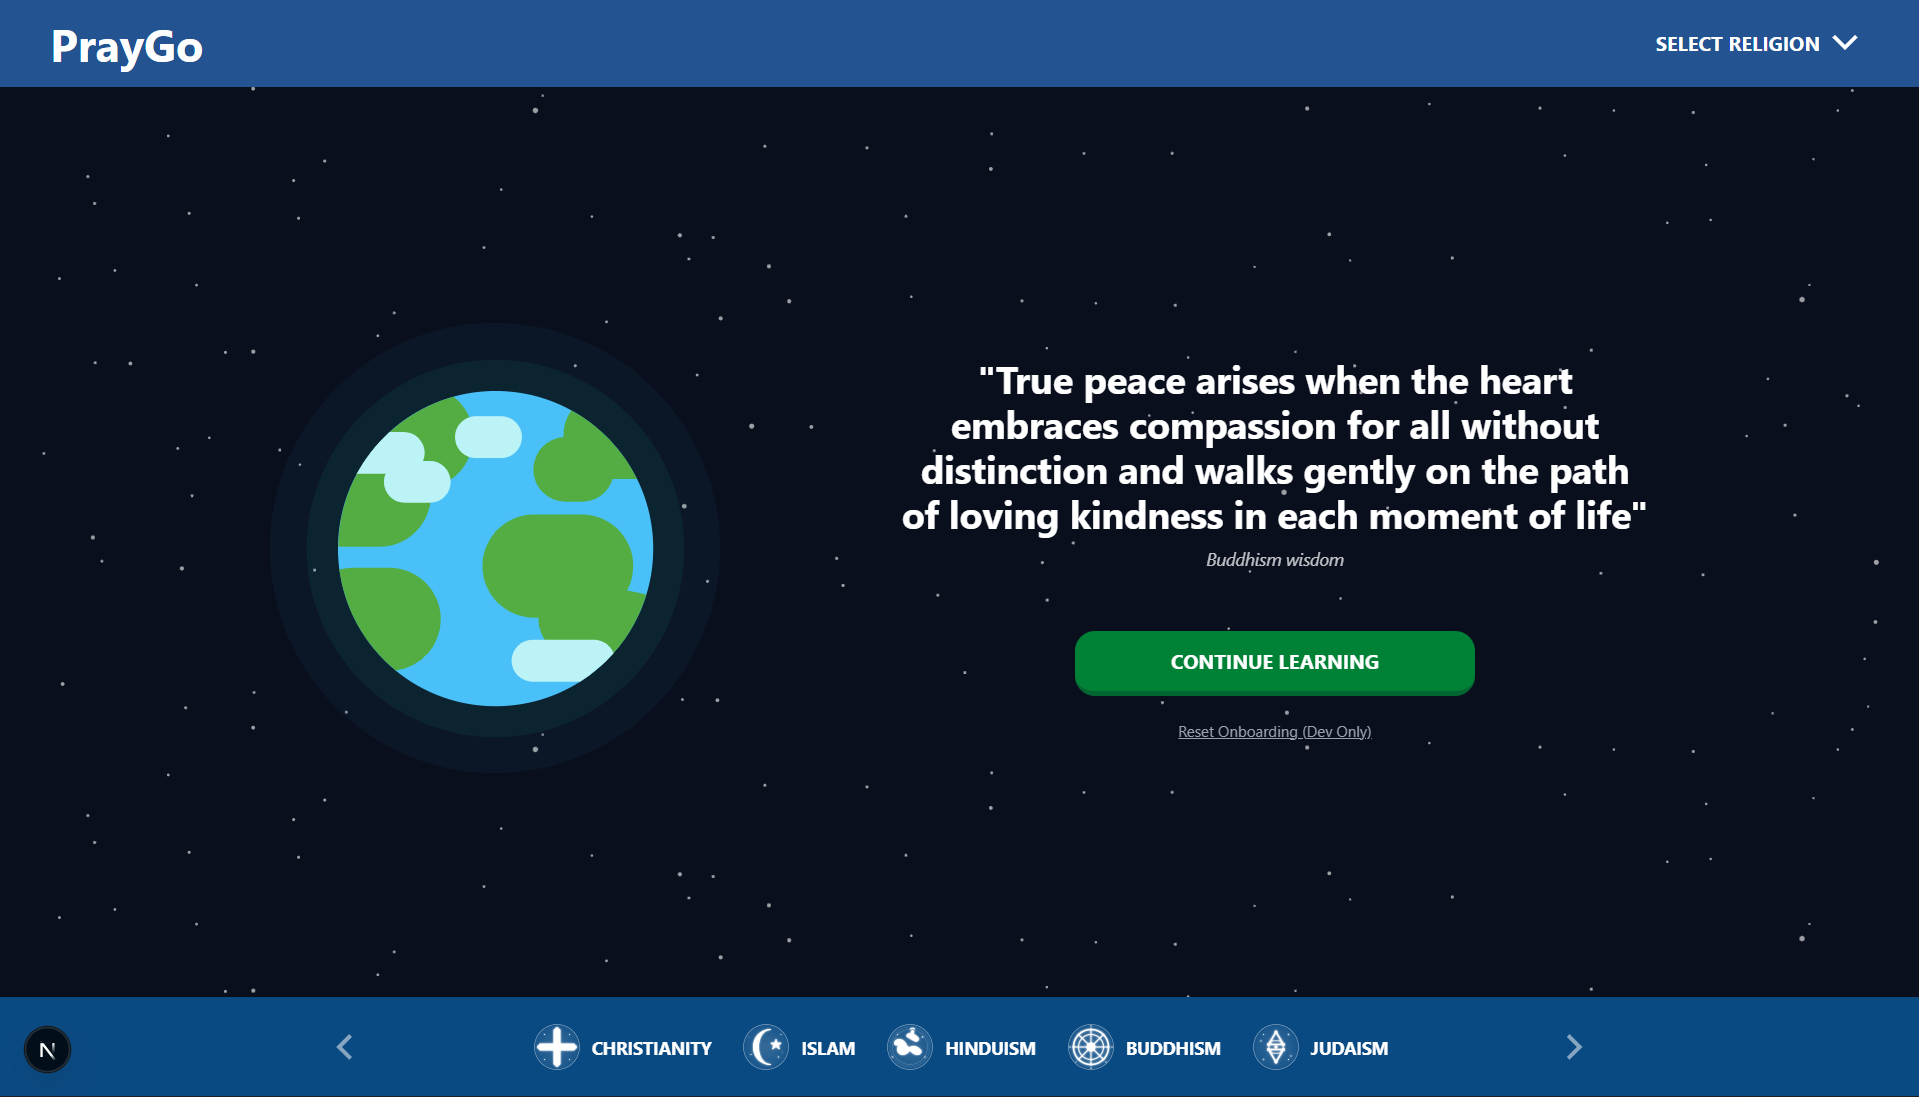 PrayGo
SELECT RELIGION
"True peace arises when the heart
embraces compassion for all without
distinction and walks gently on the path
of loving kindness in each moment of life"
Buddhism wisdom
CONTINUE LEARNING
Reset Onboarding (Dev Only)
N
CHRISTIANITY
ISLAM
HINDUISM
BUDDHISM
JUDAISM